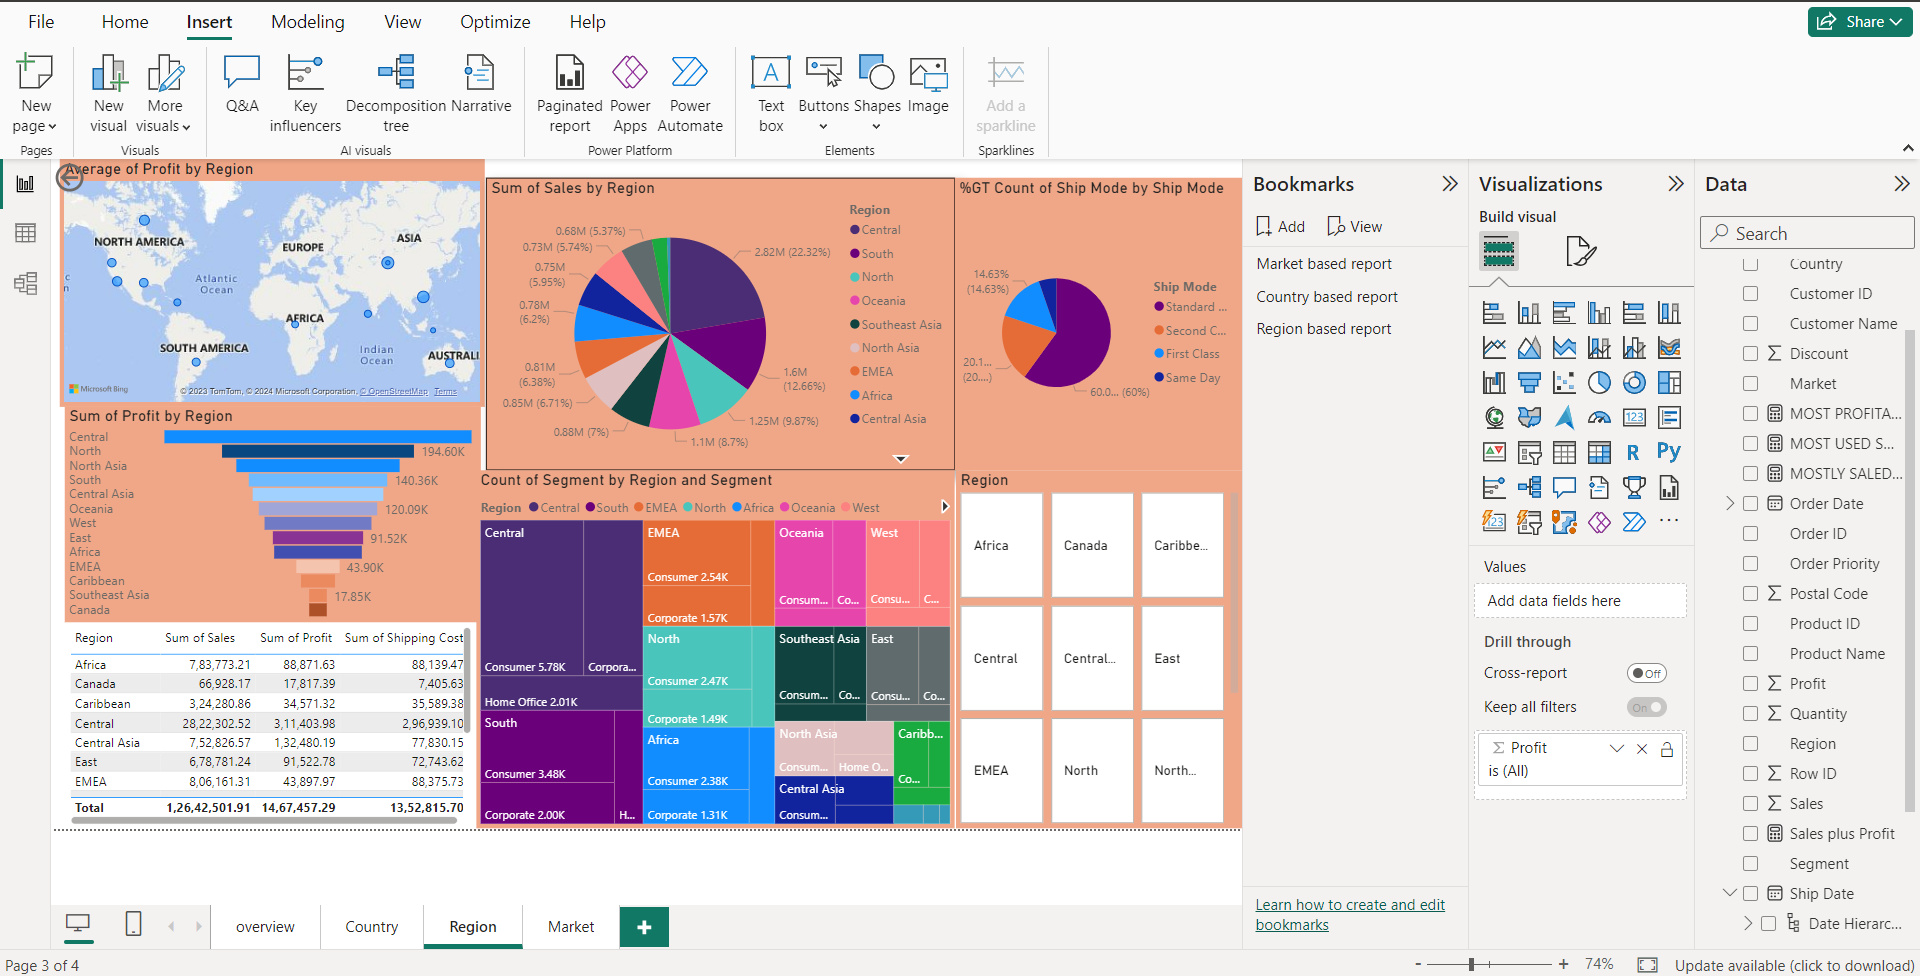 File Home Insert Modeling View Optimize Help
Share
New page
New visual
More visuals
Q&A
Key influencers
Decomposition tree
Narrative
Paginated report
Power Apps
Power Automate
Text box
Buttons
Shapes
Image
Add a sparkline
Pages
Visuals
AI visuals
Power Platform
Elements
Sparklines
Average of Profit by Region
NORTH AMERICA
EUROPE
ASIA
Atlantic Ocean
AFRICA
SOUTH AMERICA
Indian Ocean
AUSTRALI
Microsoft Bing
© 2023 TomTom, © 2024 Microsoft Corporation, © OpenStreetMap Terms
Sum of Sales by Region
0.68M (5.37%)
0.73M (5.74%)
0.75M (5.95%)
0.78M (6.2%)
0.81M (6.38%)
0.85M (6.71%)
0.88M (7%)
1.1M (8.7%)
1.25M (9.87%)
1.6M (12.66%)
2.82M (22.32%)
Region
Central
South
North
Oceania
Southeast Asia
North Asia
EMEA
Africa
Central Asia
%GT Count of Ship Mode by Ship Mode
14.63% (14.63%)
20.1... (20....)
60.0... (60%)
Ship Mode
Standard ...
Second C...
First Class
Same Day
Sum of Profit by Region
Central
North 194.60K
North Asia
South 140.36K
Central Asia
Oceania 120.09K
West
East 91.52K
Africa
EMEA 43.90K
Caribbean
Southeast Asia 17.85K
Canada
Region Sum of Sales Sum of Profit Sum of Shipping Cost
Africa 7,83,773.21 88,871.63 88,139.47
Canada 66,928.17 17,817.39 7,405.63
Caribbean 3,24,280.86 34,571.32 35,589.38
Central 28,22,302.52 3,11,403.98 2,96,939.10
Central Asia 7,52,826.57 1,32,480.19 77,830.15
East 6,78,781.24 91,522.78 72,743.62
EMEA 8,06,161.31 43,897.97 88,375.73
Total 1,26,42,501.91 14,67,457.29 13,52,815.70
Count of Segment by Region and Segment
Region Central South EMEA North Africa Oceania West
Central
Consumer 5.78K
Corpora...
Home Office 2.01K
South
Consumer 3.48K
Corporate 2.00K
H...
EMEA
Consumer 2.54K
Corporate 1.57K
North
Consumer 2.47K
Corporate 1.49K
Africa
Consumer 2.38K
Corporate 1.31K
Oceania
Consum...
Co...
West
Consu...
C...
Southeast Asia
Consum...
Co...
East
Consu...
Co...
North Asia
Consum...
Home O...
Caribb...
Co...
Central Asia
Consum...
Region
Africa
Canada
Caribbe...
Central
Central...
East
EMEA
North
North...
Bookmarks
Add View
Market based report
Country based report
Region based report
Learn how to create and edit
bookmarks
Visualizations
Build visual
123
R
Py
123
...
Values
Add data fields here
Drill through
Cross-report Off
Keep all filters On
Profit
is (All)
Data
Search
Country
Customer ID
Customer Name
Discount
Market
MOST PROFITA...
MOST USED S...
MOSTLY SALED...
Order Date
Order ID
Order Priority
Postal Code
Product ID
Product Name
Profit
Quantity
Region
Row ID
Sales
Sales plus Profit
Segment
Ship Date
Date Hierarc...
overview Country Region Market +
Page 3 of 4
- + 74%
Update available (click to download)